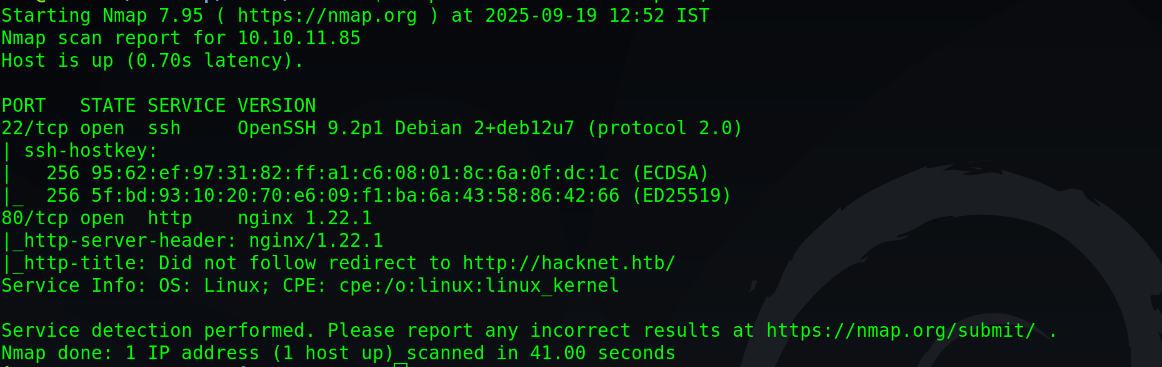 Starting Nmap 7.95 ( https://nmap.org ) at 2025-09-19 12:52 IST
Nmap scan report for 10.10.11.85
Host is up (0.70s latency).

PORT   STATE SERVICE VERSION
22/tcp open  ssh     OpenSSH 9.2p1 Debian 2+deb12u7 (protocol 2.0)
| ssh-hostkey:
|   256 95:62:ef:97:31:82:ff:a1:c6:08:01:8c:6a:0f:dc:1c (ECDSA)
|_  256 5f:bd:93:10:20:70:e6:09:f1:ba:6a:43:58:86:42:66 (ED25519)
80/tcp open  http    nginx 1.22.1
|_http-server-header: nginx/1.22.1
|_http-title: Did not follow redirect to http://hacknet.htb/
Service Info: OS: Linux; CPE: cpe:/o:linux:linux_kernel

Service detection performed. Please report any incorrect results at https://nmap.org/submit/ .
Nmap done: 1 IP address (1 host up) scanned in 41.00 seconds